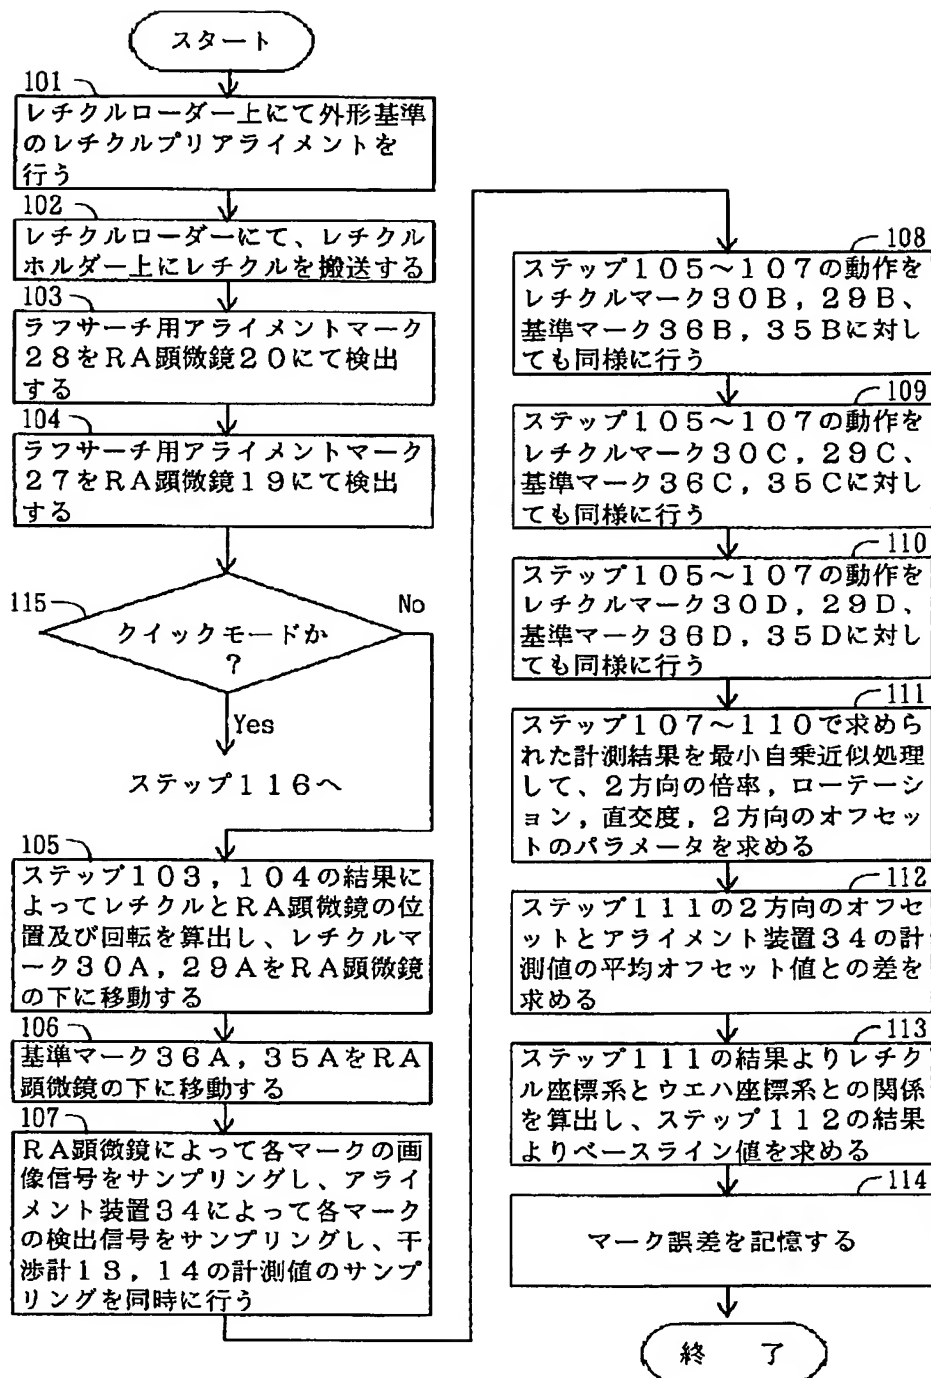 スタート
101
レチクルローダー上にて外形基準
のレチクルプリアライメントを
行う
102
レチクルローダーにて、レチクル
ホルダー上にレチクルを搬送する
103
ラフサーチ用アライメントマーク
28をRA顕微鏡20にて検出
する
104
ラフサーチ用アライメントマーク
27をRA顕微鏡19にて検出
する
115
クイックモードか
?
No
Yes
ステップ116へ
105
ステップ103,104の結果に
よってレチクルとRA顕微鏡の位
置及び回転を算出し、レチクルマ
ーク30A,29AをRA顕微鏡
の下に移動する
106
基準マーク36A,35AをRA
顕微鏡の下に移動する
107
RA顕微鏡によって各マークの画
像信号をサンプリングし、アライ
メント装置34によって各マーク
の検出信号をサンプリングし、干
渉計13,14の計測値のサンプ
リングを同時に行う
108
ステップ105~107の動作を
レチクルマーク30B,29B、
基準マーク36B,35Bに対し
ても同様に行う
109
ステップ105~107の動作を
レチクルマーク30C,29C、
基準マーク36C,35Cに対し
ても同様に行う
110
ステップ105~107の動作を
レチクルマーク30D,29D、
基準マーク36D,35Dに対し
ても同様に行う
111
ステップ107~110で求めら
れた計測結果を最小自乗近似処理
して、2方向の倍率,ローテーシ
ョン,直交度,2方向のオフセッ
トのパラメータを求める
112
ステップ111の2方向のオフセ
ットとアライメント装置34の計
測値の平均オフセット値との差を
求める
113
ステップ111の結果よりレチク
ル座標系とウエハ座標系との関係
を算出し、ステップ112の結果
よりベースライン値を求める
114
マーク誤差を記憶する
終 了